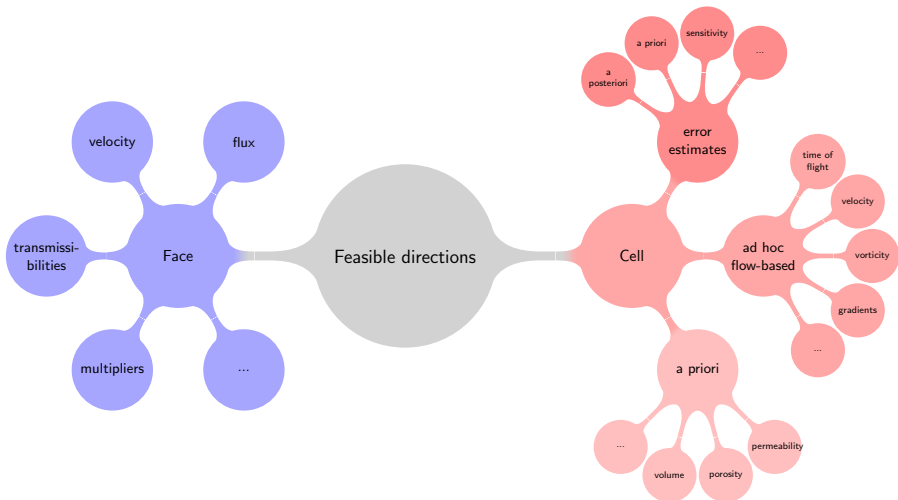 sensitivity
a priori
...
a
posteriori
error
estimates
velocity
flux
time of
flight
velocity
transmissi-
bilities
Face
Feasible directions
Cell
ad hoc
flow-based
vorticity
gradients
...
multipliers
...
a priori
...
permeability
volume
porosity